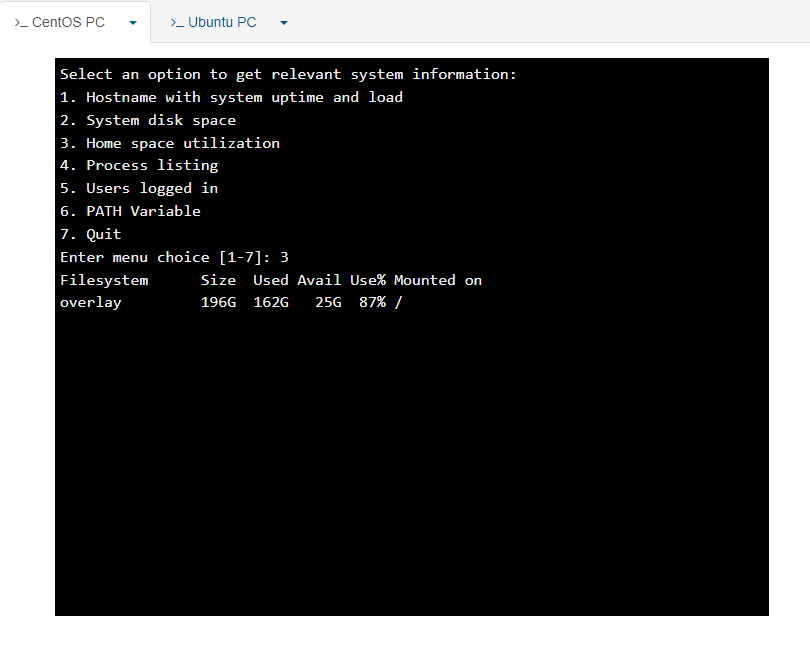 >_ CentOS PC
>_ Ubuntu PC
Select an option to get relevant system information:
1. Hostname with system uptime and load
2. System disk space
3. Home space utilization
4. Process listing
5. Users logged in
6. PATH Variable
7. Quit
Enter menu choice [1-7]: 3
Filesystem      Size  Used Avail Use% Mounted on
overlay         196G  162G   25G  87% /